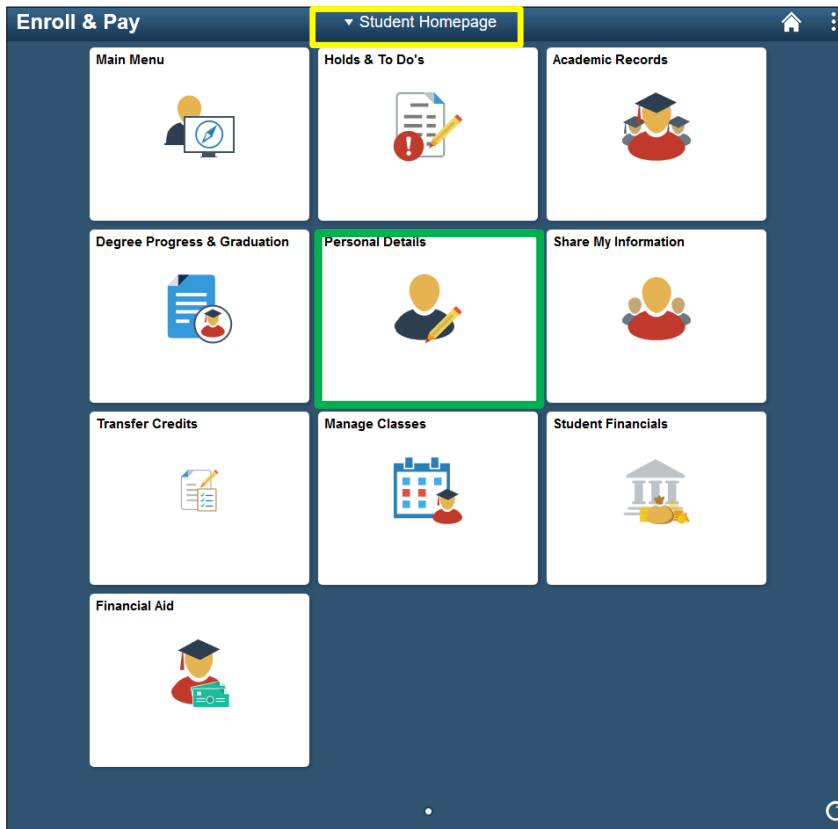 Enroll & Pay
Student Homepage
Main Menu
Holds & To Do's
Academic Records
Degree Progress & Graduation
Personal Details
Share My Information
Transfer Credits
Manage Classes
Student Financials
Financial Aid